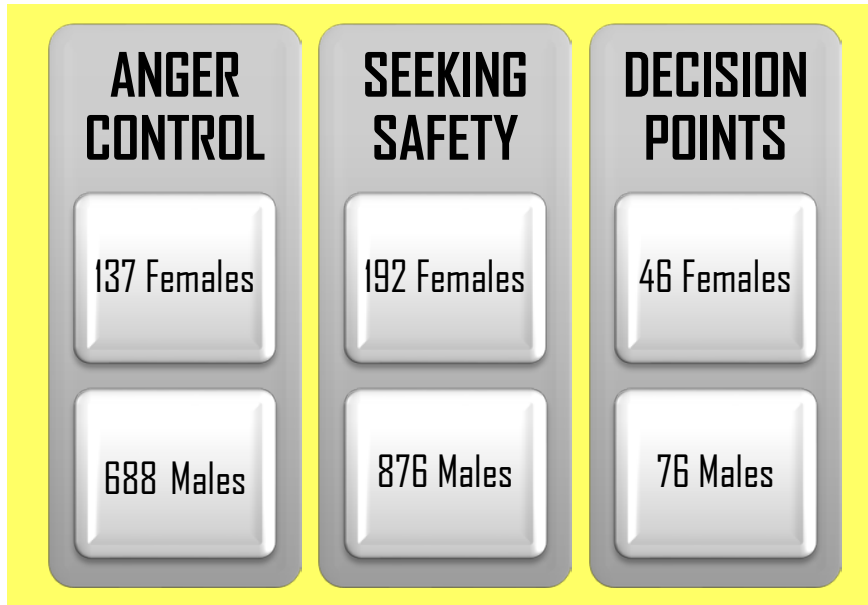 ANGER
CONTROL
137 Females
688 Males
SEEKING
SAFETY
192 Females
876 Males
DECISION
POINTS
46 Females
76 Males